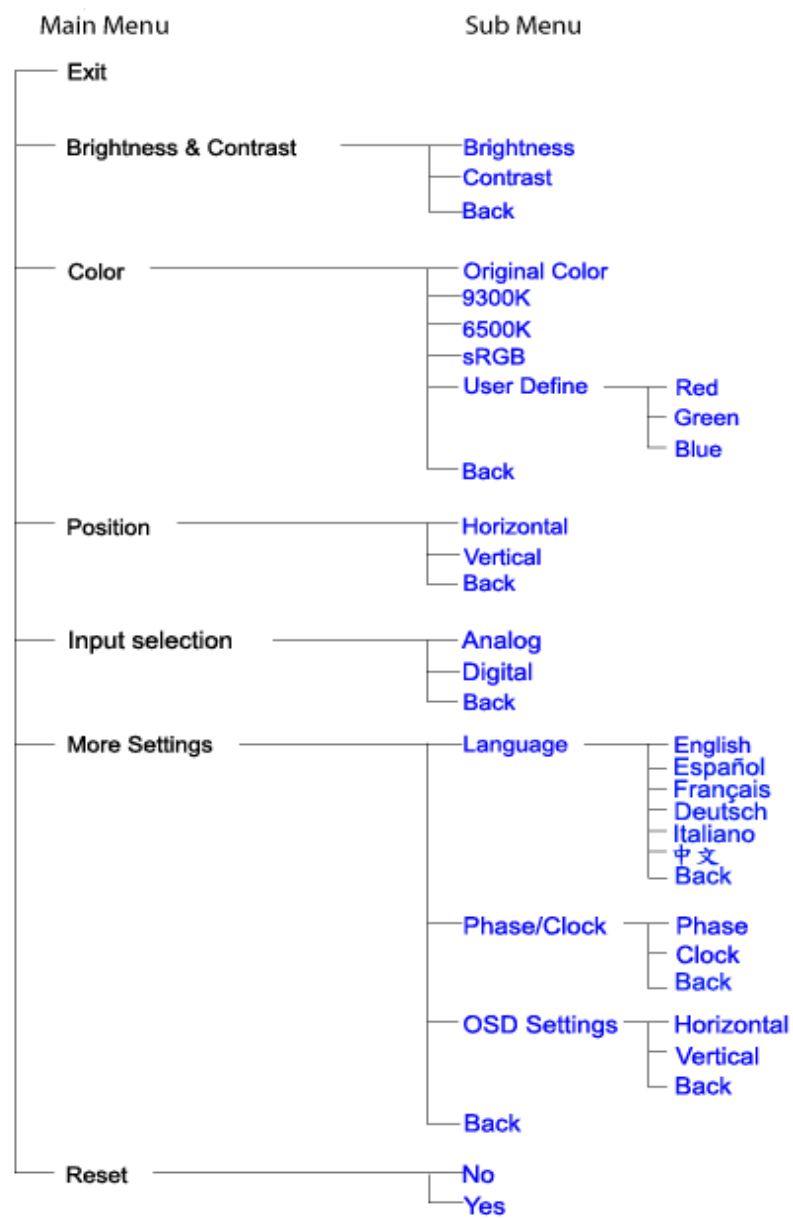 Main Menu Sub Menu
Exit
Brightness & Contrast Brightness
Contrast
Back
Color Original Color
9300K
6500K
sRGB
User Define Red
Green
Blue
Back
Position Horizontal
Vertical
Back
Input selection Analog
Digital
Back
More Settings Language English
Español
Français
Deutsch
Italiano
中文
Back
Phase/Clock Phase
Clock
Back
OSD Settings Horizontal
Vertical
Back
Back
Reset No
Yes